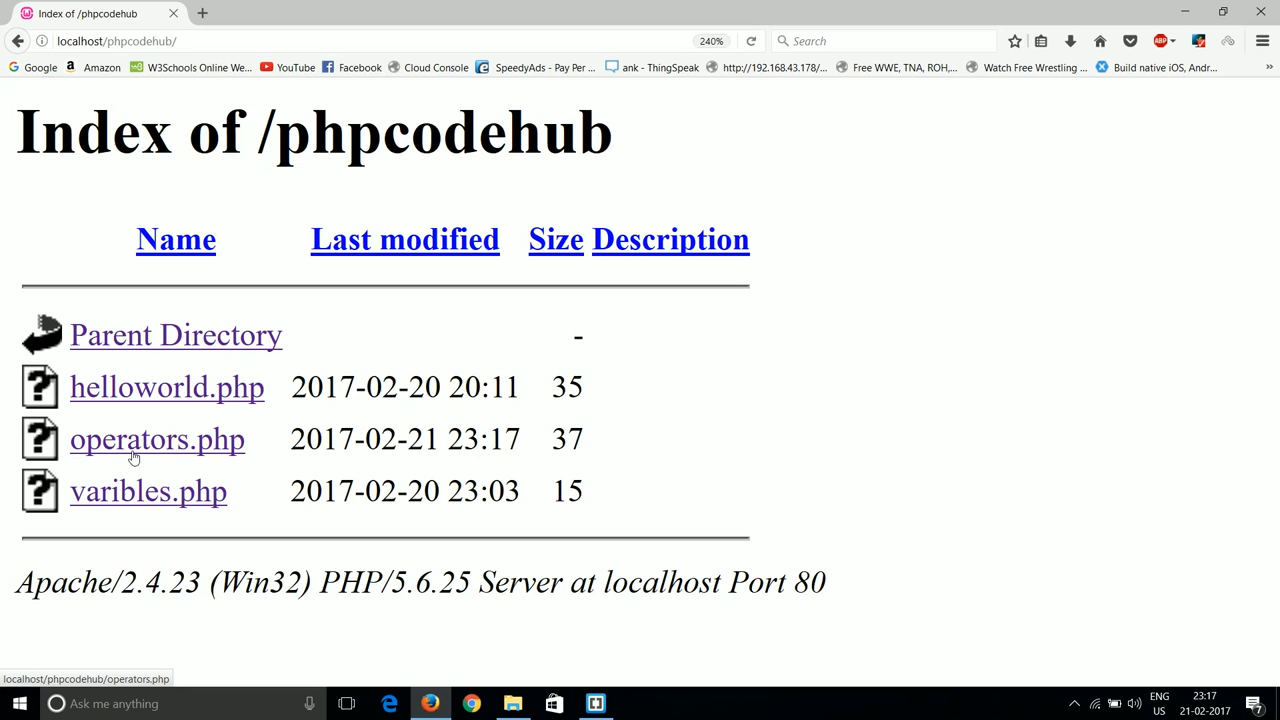 Index of /phpcodehub
localhost/phpcodehub/
240%
Search
ABP
Google Amazon W3Schools Online We... YouTube Facebook Cloud Console SpeedyAds - Pay Per ... ank - ThingSpeak http://192.168.43.178/... Free WWE, TNA, ROH,... Watch Free Wrestling ... Build native iOS, Andr...
Index of /phpcodehub
Name Last modified Size Description
Parent Directory -
helloworld.php 2017-02-20 20:11 35
operators.php 2017-02-21 23:17 37
varibles.php 2017-02-20 23:03 15
Apache/2.4.23 (Win32) PHP/5.6.25 Server at localhost Port 80
localhost/phpcodehub/operators.php
Ask me anything
ENG
US
23:17
21-02-2017
7